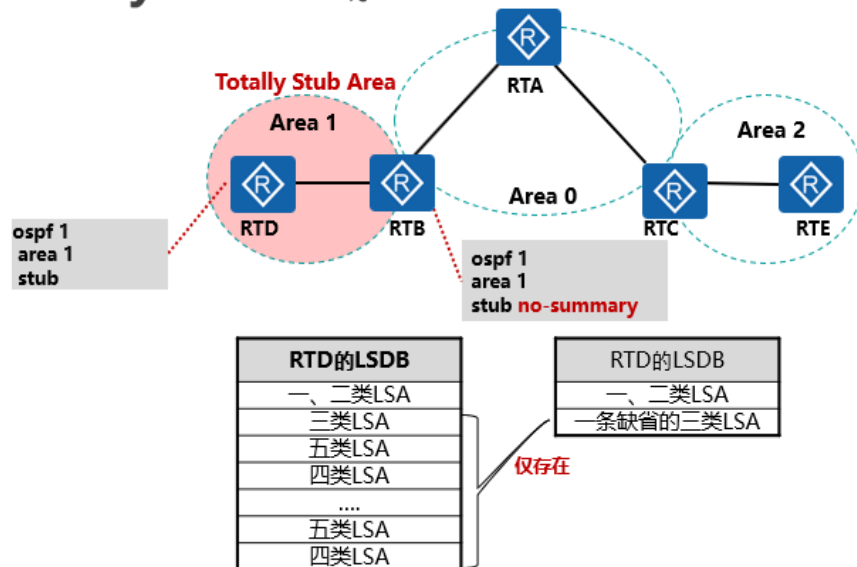 RTA
Totally Stub Area
Area 1
Area 2
Area 0
RTD
RTB
RTC
RTE
ospf 1
area 1
stub
ospf 1
area 1
stub no-summary
RTD的LSDB
一、二类LSA
三类LSA
五类LSA
四类LSA
....
五类LSA
四类LSA
仅存在
RTD的LSDB
一、二类LSA
一条缺省的三类LSA